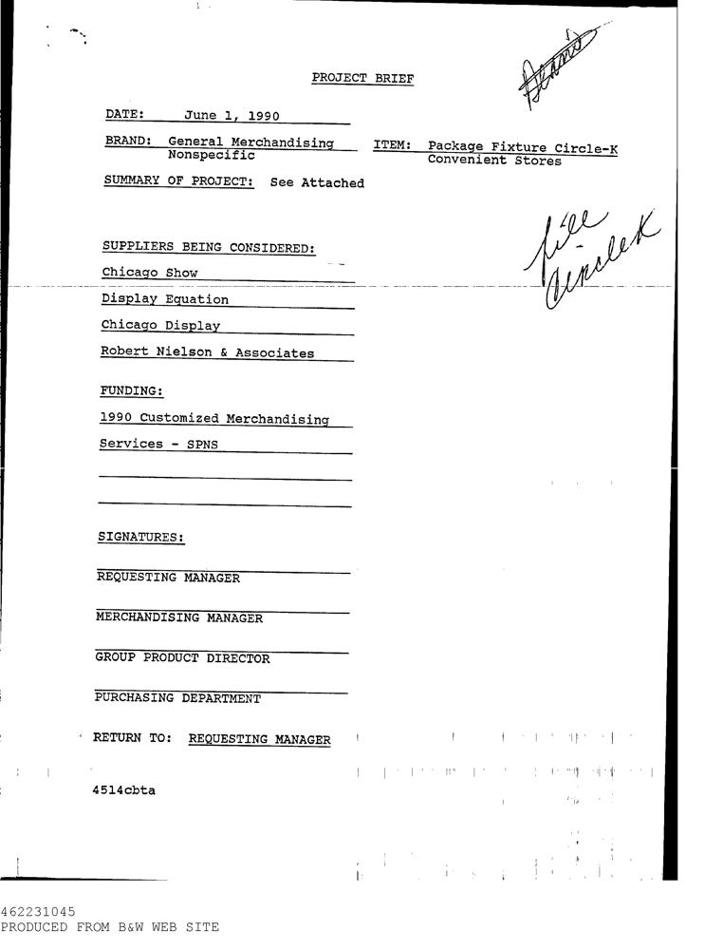 PROJECT BRIEF
DATE: June 1, 1990
BRAND: General Merchandising Nonspecific
ITEM: Package Fixture Circle-K Convenient Stores
SUMMARY OF PROJECT: See Attached
file
Circle K
SUPPLIERS BEING CONSIDERED:
Chicago Show
Display Equation
Chicago Display
Robert Nielson & Associates
FUNDING:
1990 Customized Merchandising
Services - SPNS
SIGNATURES:
REQUESTING MANAGER
MERCHANDISING MANAGER
GROUP PRODUCT DIRECTOR
PURCHASING DEPARTMENT
RETURN TO: REQUESTING MANAGER
4514cbta
462231045
PRODUCED FROM B&W WEB SITE